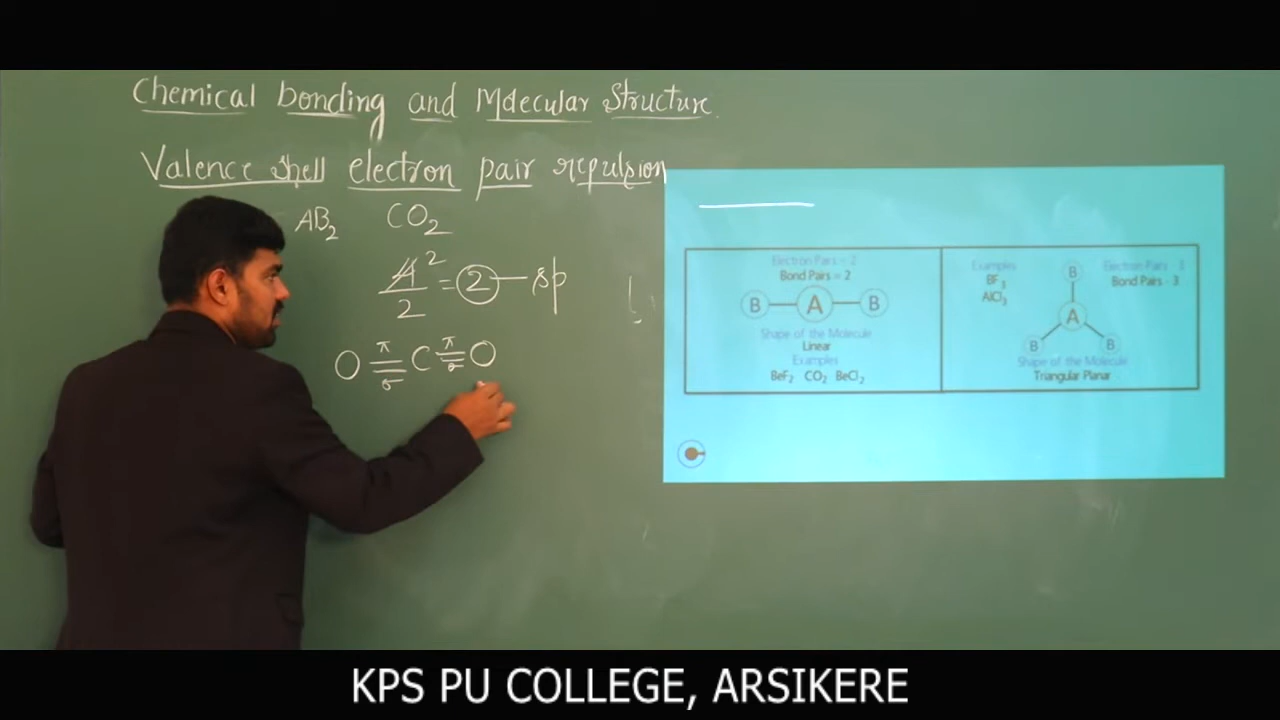 Chemical bonding and Molecular Structure.
Valence shell electron pair repulsion
AB2 CO2
4 2
2 = 2 — sp
π π
O = C = O
σ σ
Electron Pairs = 2
Bond Pairs = 2
B A B
Shape of the Molecule
Linear
Examples
BeF2 CO2 BeCl2
Examples
BF3
AlCl3
B
Electron Pairs 3
Bond Pairs - 3
A
B B
Shape of the Molecule
Triangular Planar
KPS PU COLLEGE, ARSIKERE